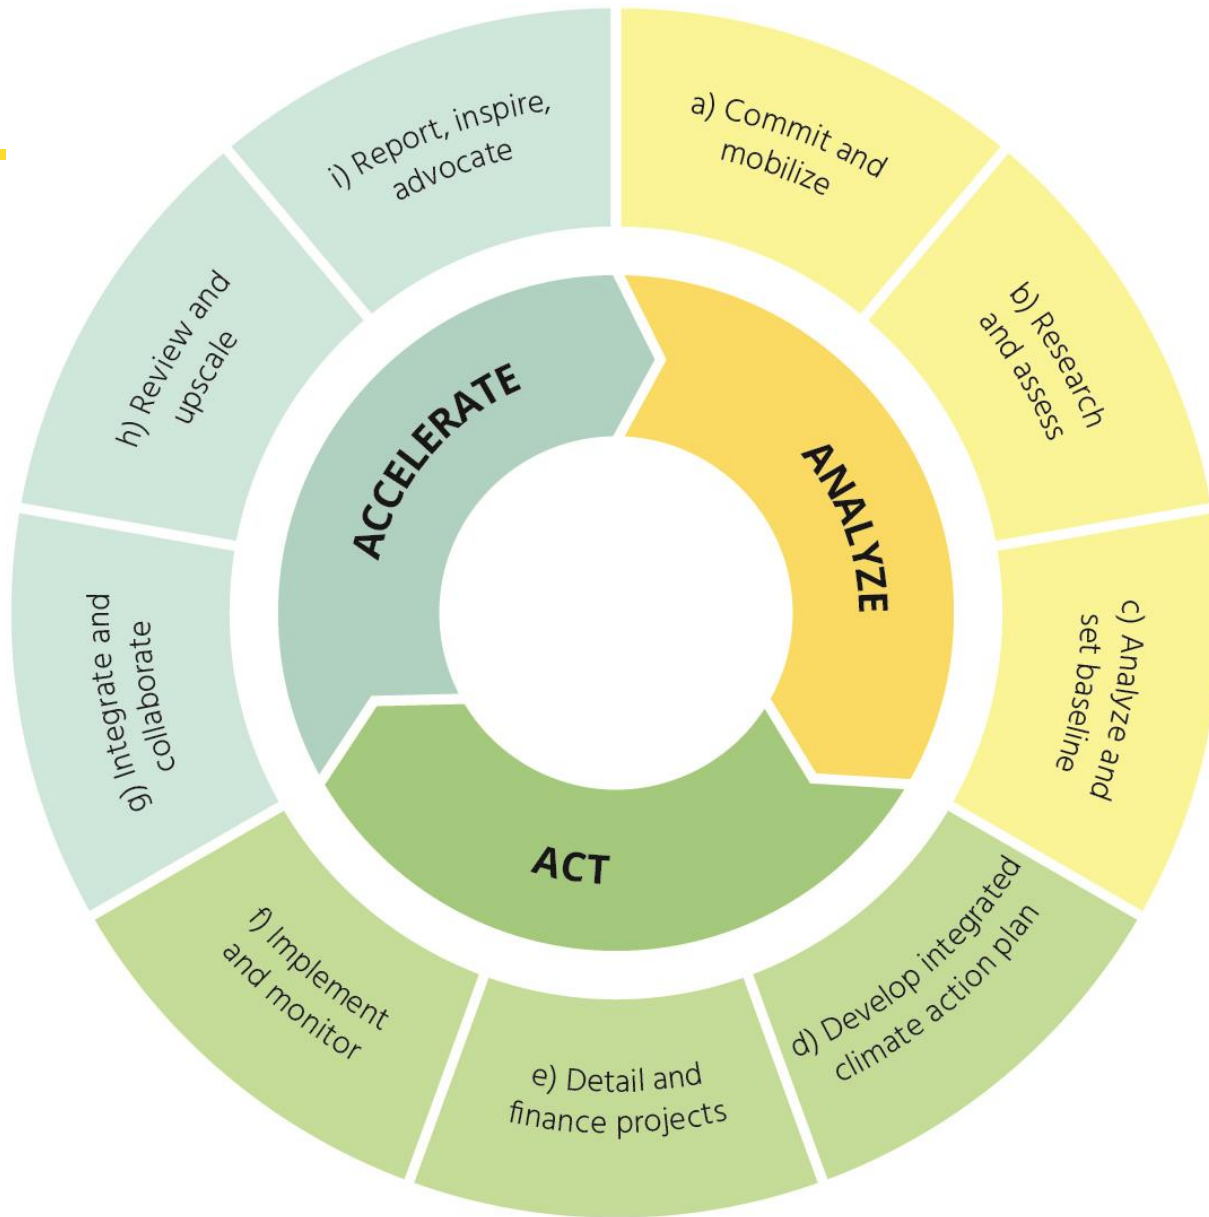 a) Commit and
mobilize
b) Research
and assess
c) Analyze and
set baseline
d) Develop integrated
climate action plan
e) Detail and
finance projects
f) Implement
and monitor
g) Integrate and
collaborate
h) Review and
upscale
i) Report, inspire,
advocate
ANALYZE
ACT
ACCELERATE